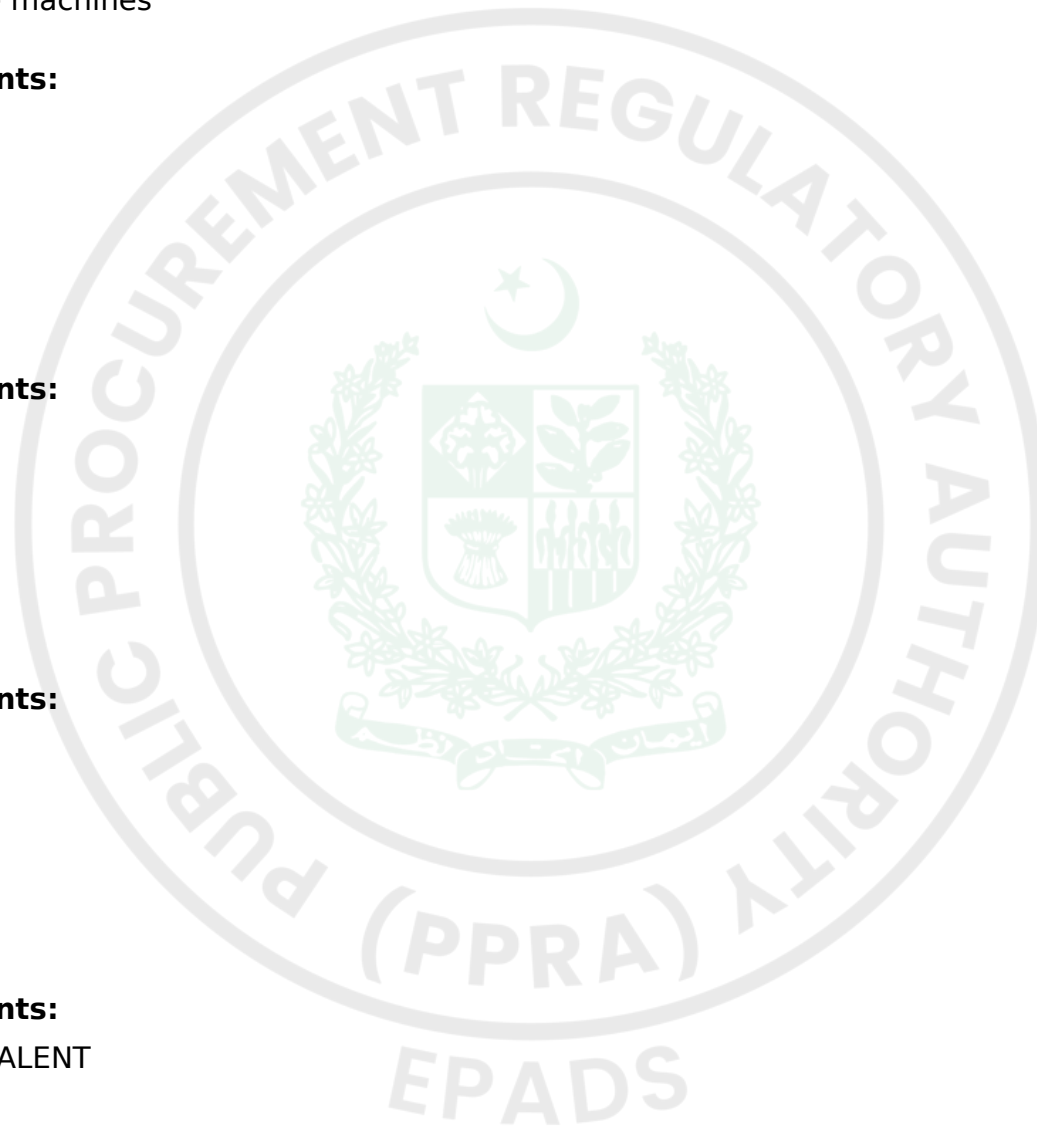 machines
nts:
nts:
nts:
nts:
ALENT
PUBLIC PROCUREMENT REGULATORY AUTHORITY
(PPRA)
EPADS